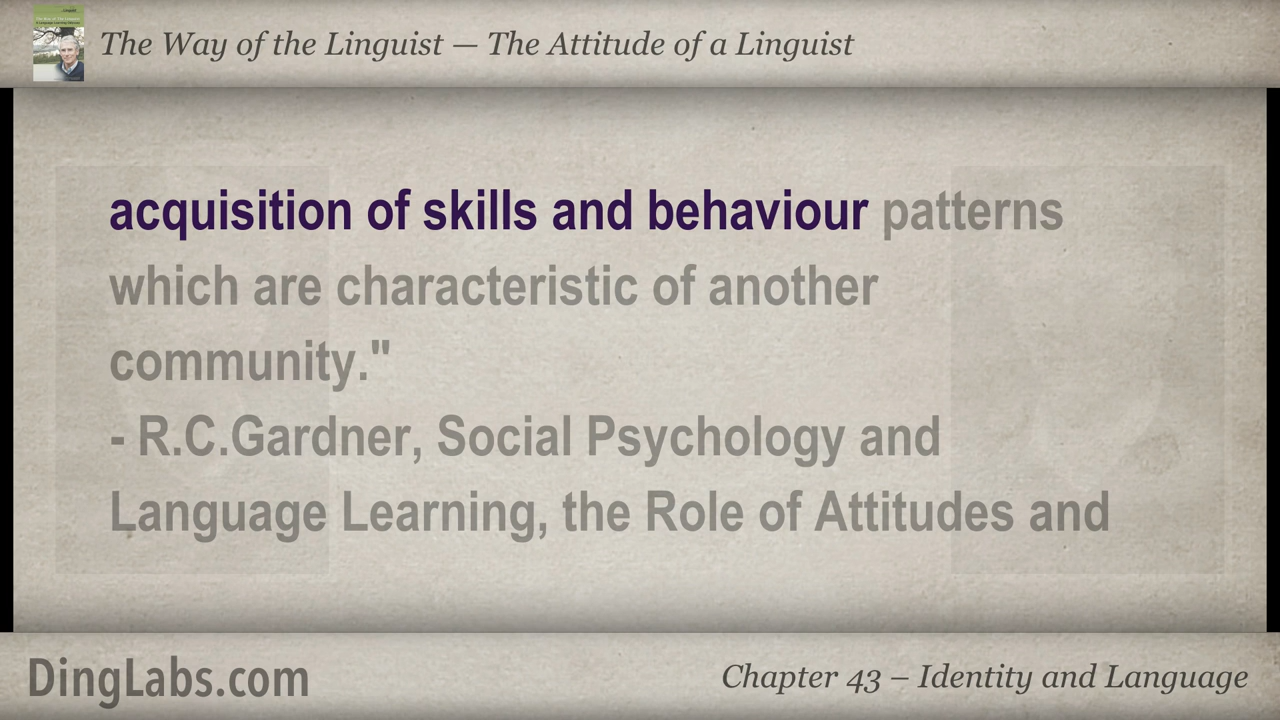 The Way of the Linguist — The Attitude of a Linguist
acquisition of skills and behaviour patterns
which are characteristic of another
community."
- R.C.Gardner, Social Psychology and
Language Learning, the Role of Attitudes and
DingLabs.com
Chapter 43 – Identity and Language